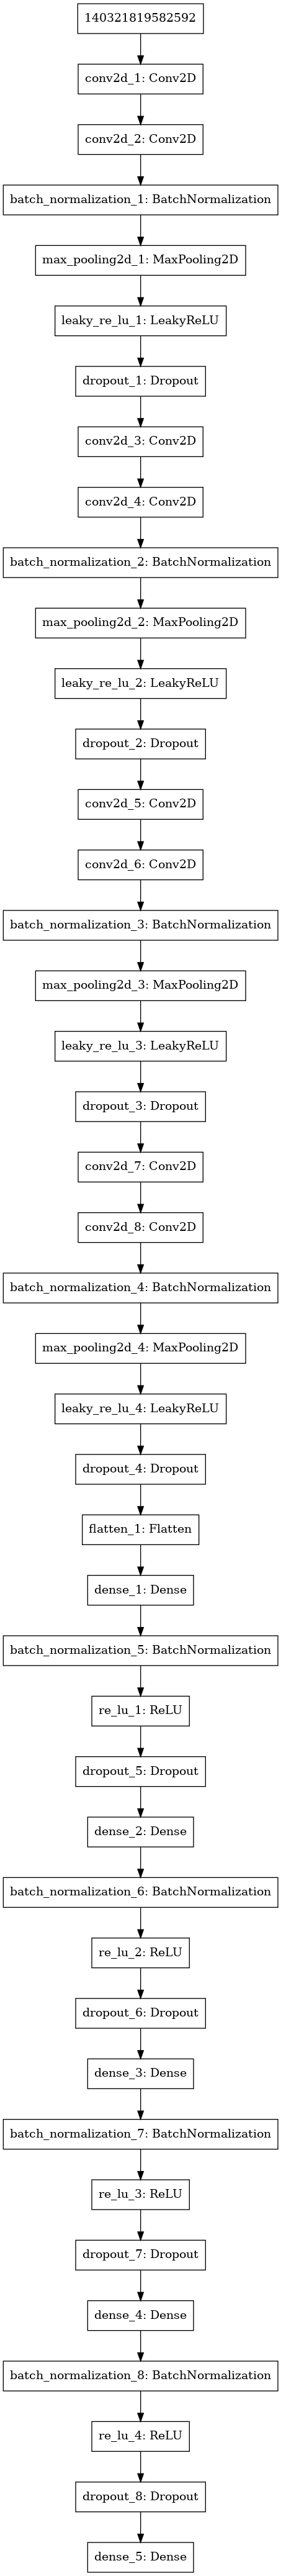 140321819582592
conv2d_1: Conv2D
conv2d_2: Conv2D
batch_normalization_1: BatchNormalization
max_pooling2d_1: MaxPooling2D
leaky_re_lu_1: LeakyReLU
dropout_1: Dropout
conv2d_3: Conv2D
conv2d_4: Conv2D
batch_normalization_2: BatchNormalization
max_pooling2d_2: MaxPooling2D
leaky_re_lu_2: LeakyReLU
dropout_2: Dropout
conv2d_5: Conv2D
conv2d_6: Conv2D
batch_normalization_3: BatchNormalization
max_pooling2d_3: MaxPooling2D
leaky_re_lu_3: LeakyReLU
dropout_3: Dropout
conv2d_7: Conv2D
conv2d_8: Conv2D
batch_normalization_4: BatchNormalization
max_pooling2d_4: MaxPooling2D
leaky_re_lu_4: LeakyReLU
dropout_4: Dropout
flatten_1: Flatten
dense_1: Dense
batch_normalization_5: BatchNormalization
re_lu_1: ReLU
dropout_5: Dropout
dense_2: Dense
batch_normalization_6: BatchNormalization
re_lu_2: ReLU
dropout_6: Dropout
dense_3: Dense
batch_normalization_7: BatchNormalization
re_lu_3: ReLU
dropout_7: Dropout
dense_4: Dense
batch_normalization_8: BatchNormalization
re_lu_4: ReLU
dropout_8: Dropout
dense_5: Dense